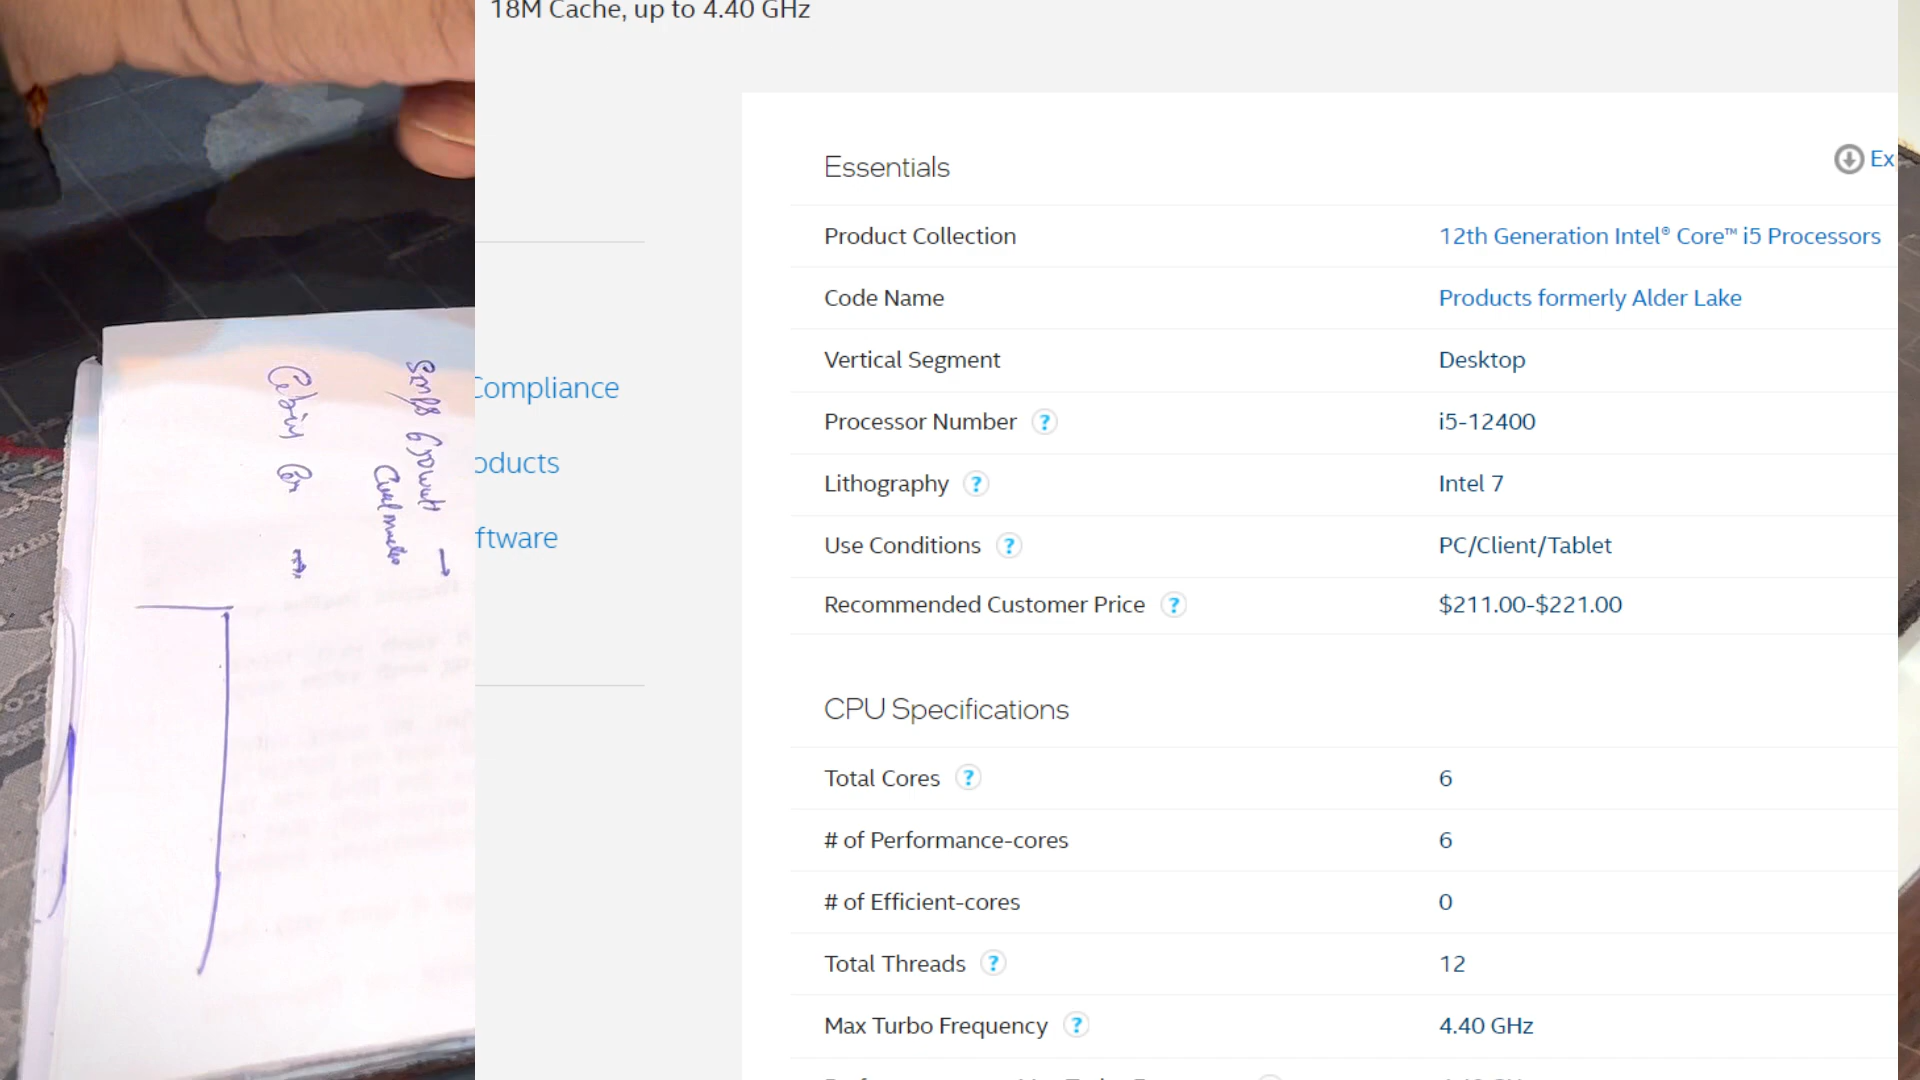 18M Cache, up to 4.40 GHz
Essentials
Ex
Product Collection 12th Generation Intel® Core™ i5 Processors
Code Name Products formerly Alder Lake
Vertical Segment Desktop
Processor Number ? i5-12400
Lithography ? Intel 7
Use Conditions ? PC/Client/Tablet
Recommended Customer Price ? $211.00-$221.00
CPU Specifications
Total Cores ? 6
# of Performance-cores 6
# of Efficient-cores 0
Total Threads ? 12
Max Turbo Frequency ? 4.40 GHz
Compliance
oducts
ftware